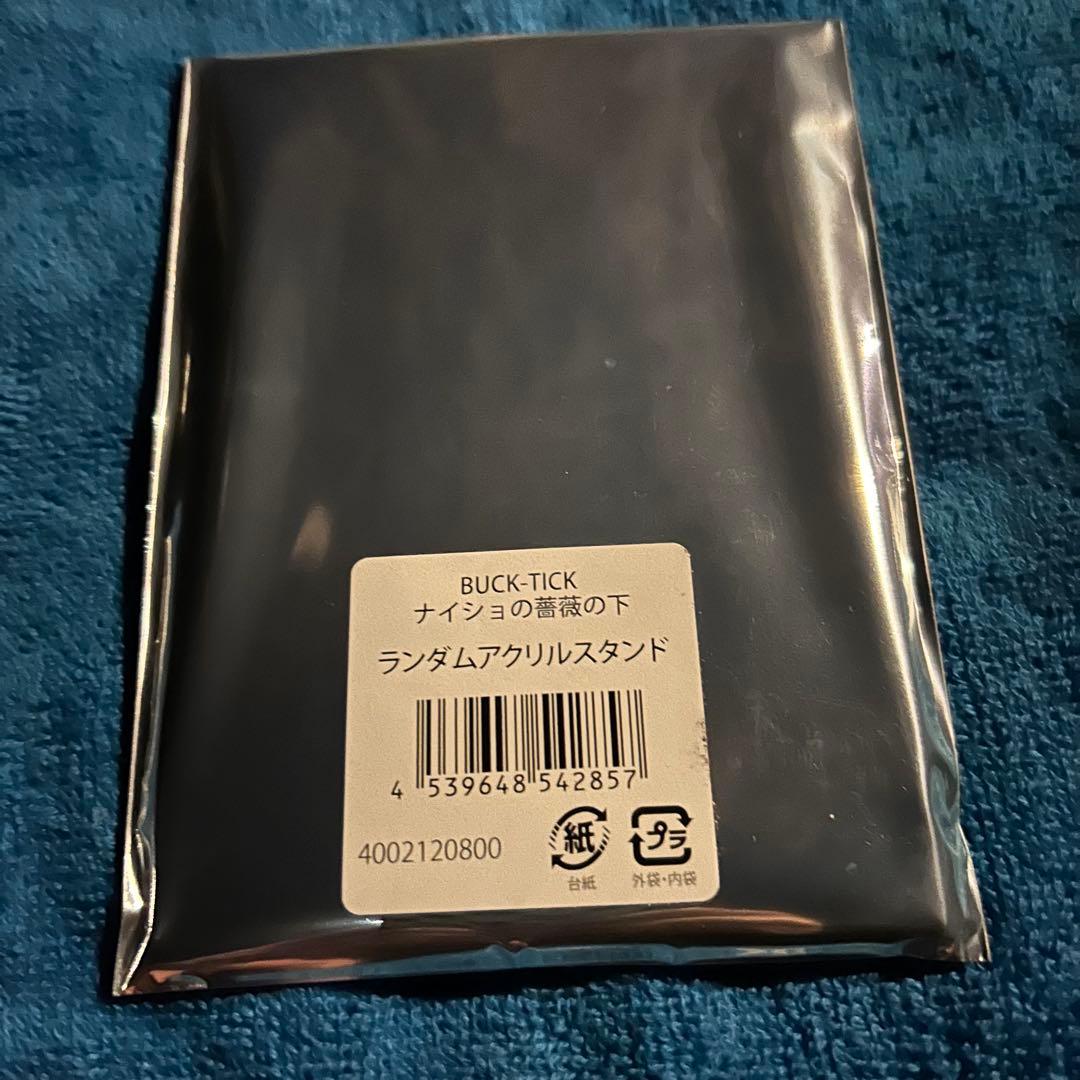 BUCK-TICK
ナイショの薔薇の下
ランダムアクリルスタンド
4 539648 542857
4002120800
紙
プラ
台紙
外袋・内袋